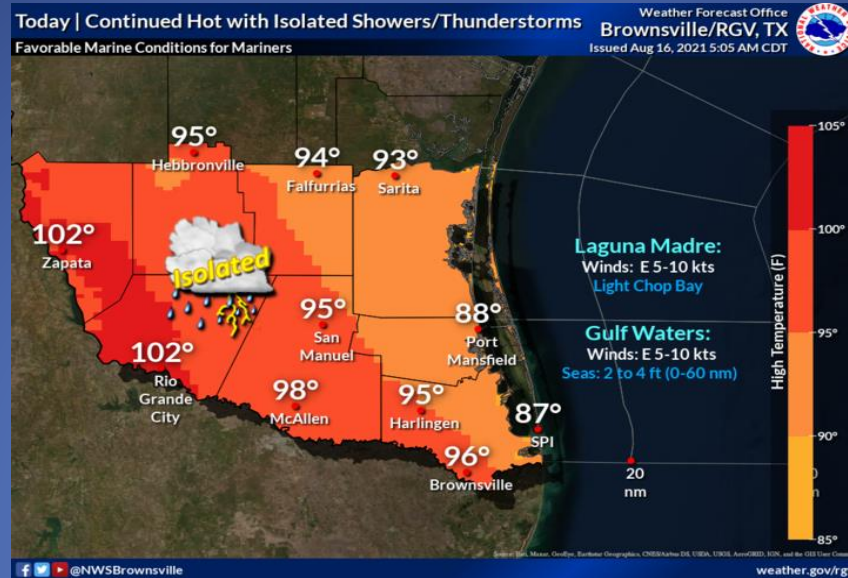 Today | Continued Hot with Isolated Showers/Thunderstorms
Favorable Marine Conditions for Mariners
Weather Forecast Office
Brownsville/RGV, TX
Issued Aug 16, 2021 5:05 AM CDT
95°
Hebbronville
94°
Falfurrias
93°
Sarita
102°
Zapata
Isolated
95°
San
Manuel
88°
Port
Mansfield
102°
Rio
Grande
City
98°
McAllen
95°
Harlingen
87°
SPI
96°
Brownsville
Laguna Madre:
Winds: E 5-10 kts
Light Chop Bay
Gulf Waters:
Winds: E 5-10 kts
Seas: 2 to 4 ft (0-60 nm)
20
nm
High Temperature (F)
105°
100°
95°
90°
85°
@NWSBrownsville
weather.gov/rg